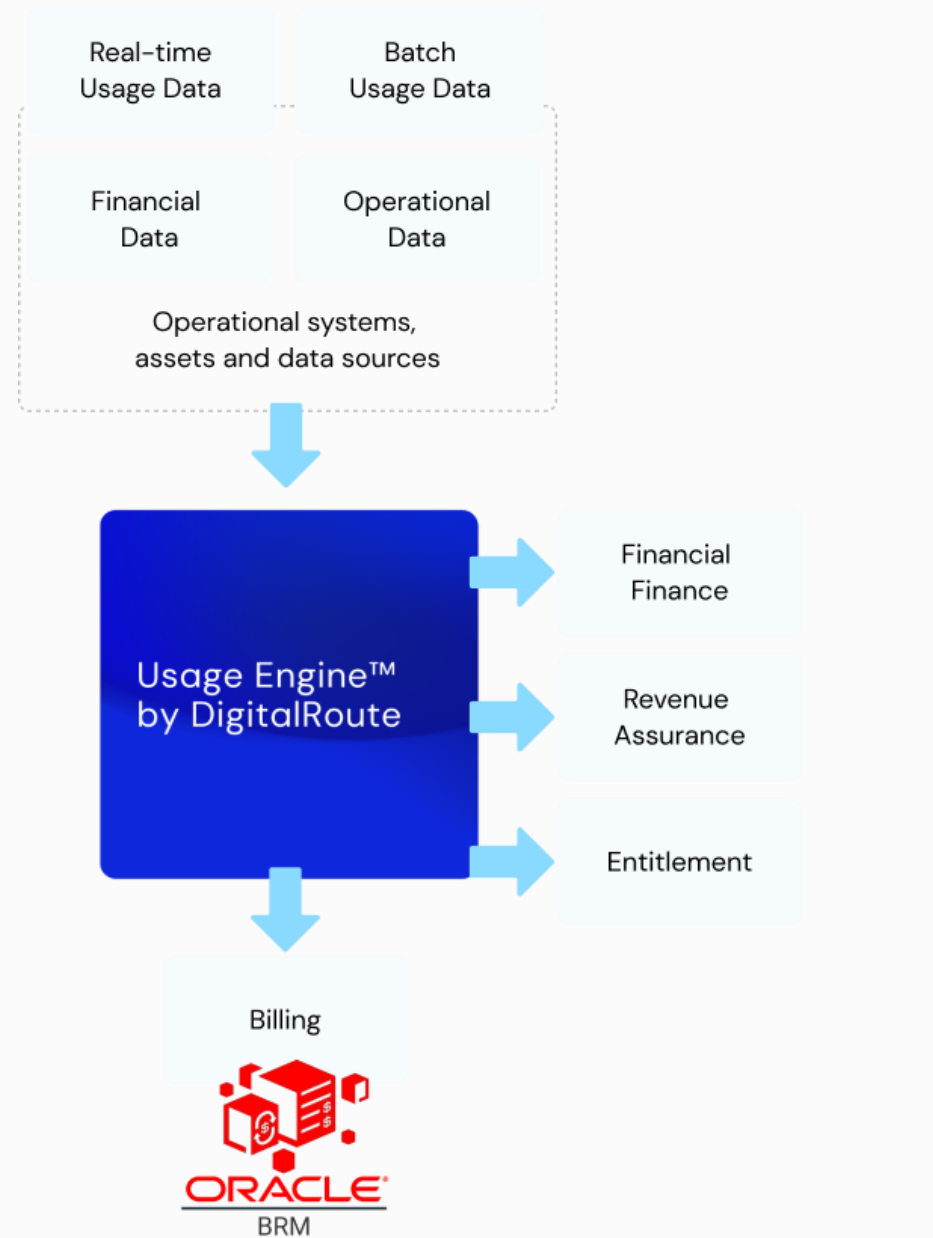 Real-time
Usage Data
Batch
Usage Data
Financial
Data
Operational
Data
Operational systems,
assets and data sources
Usage Engine™
by DigitalRoute
Financial
Finance
Revenue
Assurance
Entitlement
Billing
$
$
$
ORACLE®
BRM